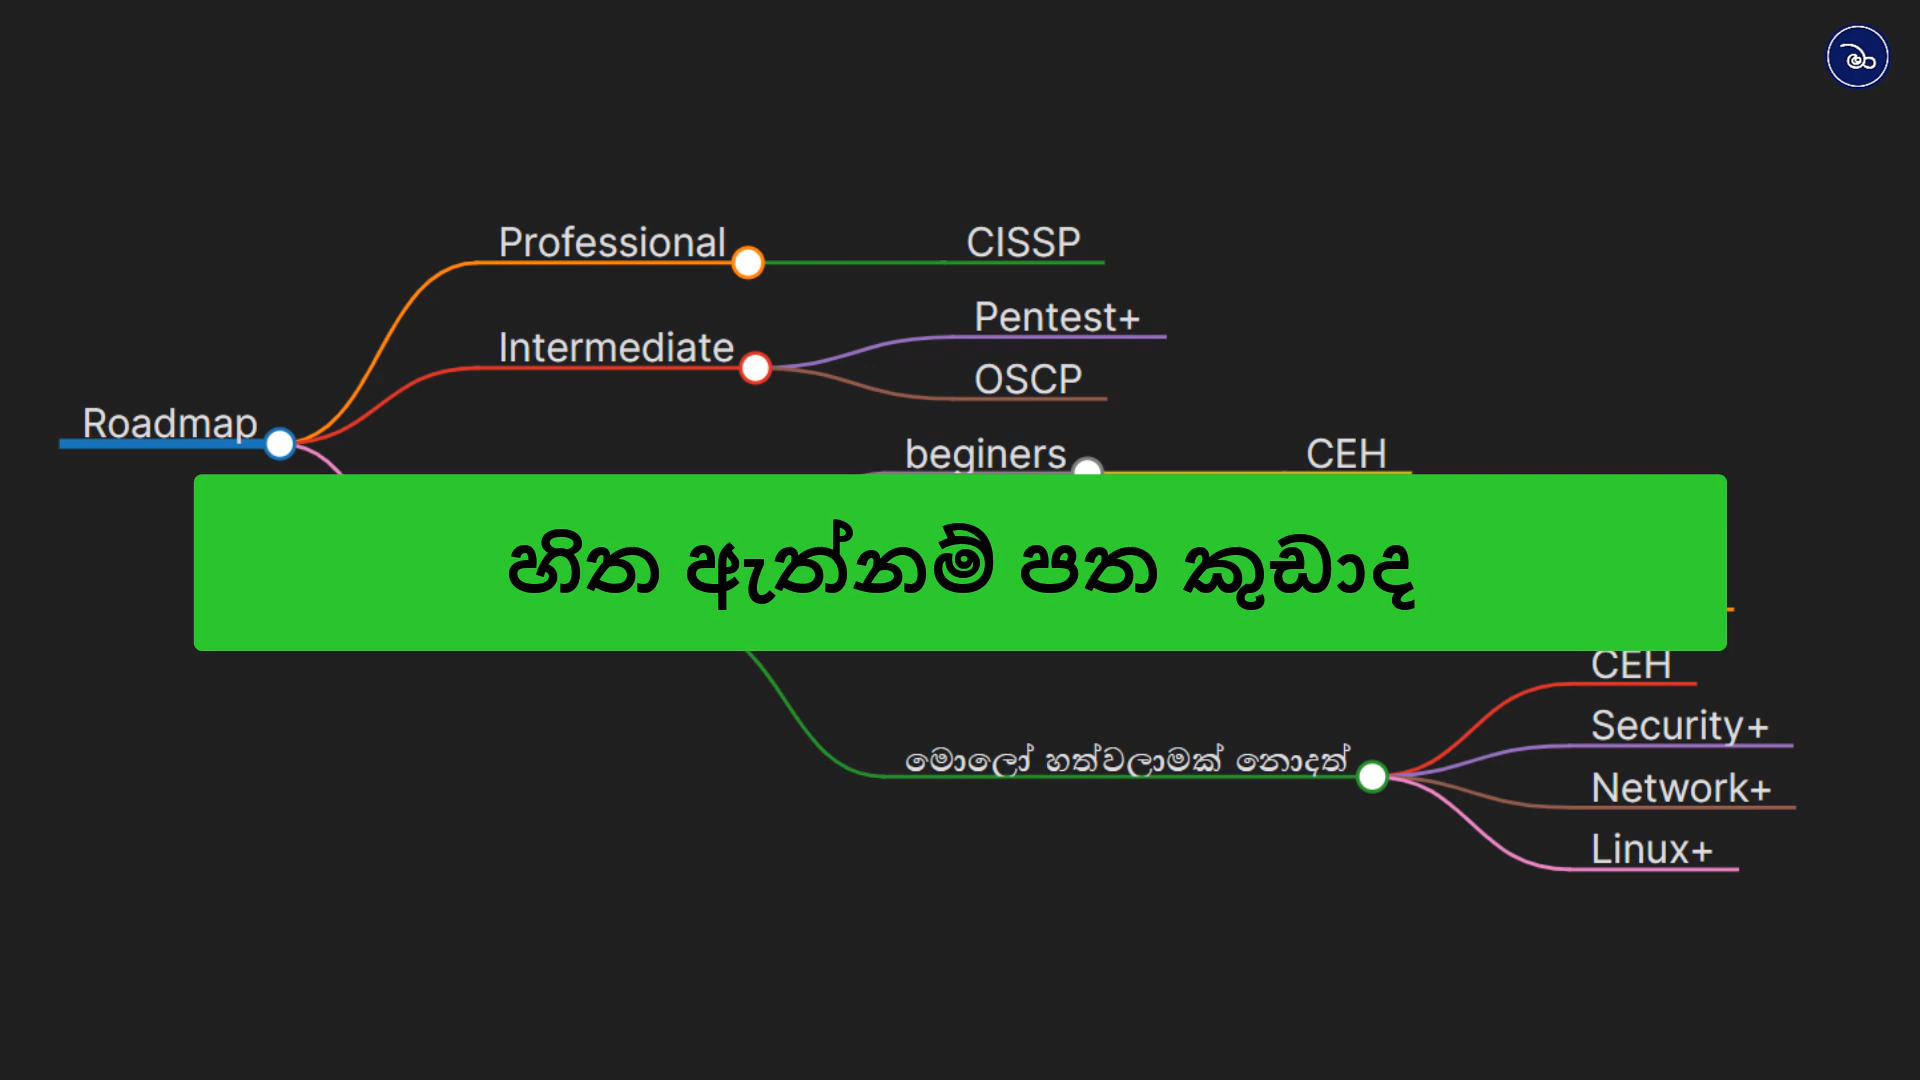 Professional
CISSP
Pentest+
Intermediate
OSCP
Roadmap
beginers
CEH
හිත ඇත්නම් පත කුඩාද
CEH
Security+
මොලෝ හත්වලාමක් නොදත්
Network+
Linux+